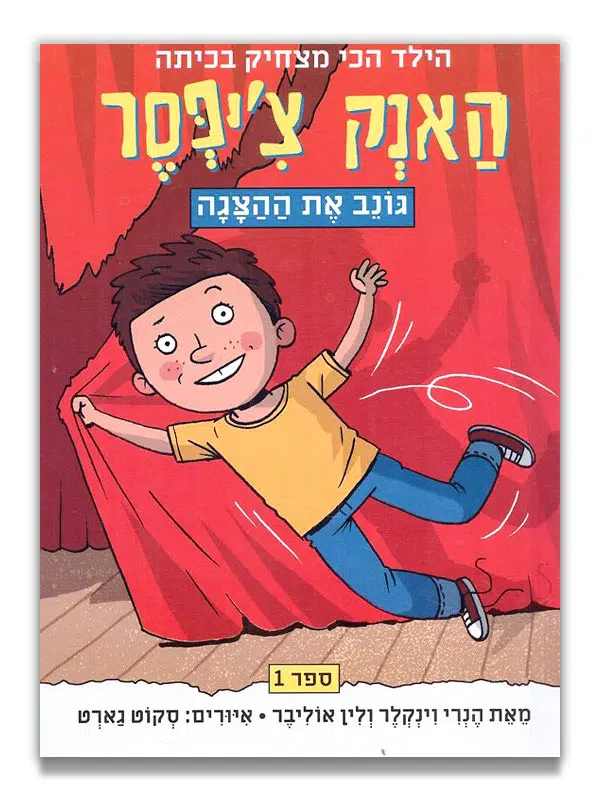 הילד הכי מצחיק בכיתה
הַאנְק צִ'יפְּסֶר
גּוֹנֵב אֶת הַהַצָּגָה
ספר 1
מֵאֵת הֶנְרִי וִינְקְלֶר וְלִין אוֹלִיבֶר • אִיּוּרִים: סְקוֹט גַארְט